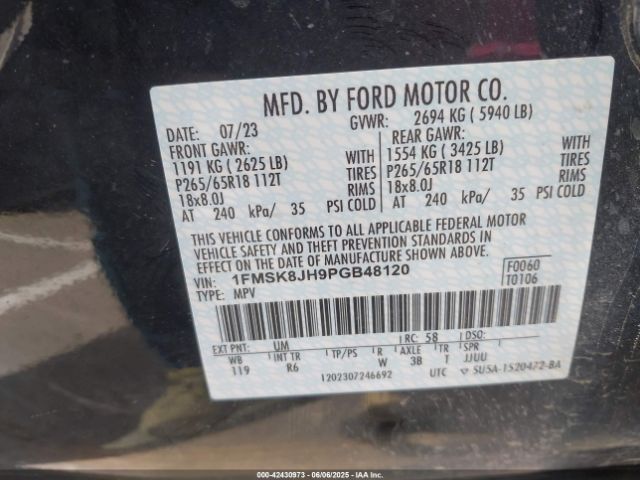 MFD. BY FORD MOTOR CO.
DATE: 07/23 GVWR: 2694 KG ( 5940 LB)
FRONT GAWR: REAR GAWR:
1191 KG ( 2625 LB) WITH 1554 KG ( 3425 LB) WITH
P265/65R18 112T TIRES P265/65R18 112T TIRES
18x8.0J RIMS 18x8.0J RIMS
AT 240 kPa/ 35 PSI COLD AT 240 kPa/ 35 PSI COLD
THIS VEHICLE CONFORMS TO ALL APPLICABLE FEDERAL MOTOR
VEHICLE SAFETY AND THEFT PREVENTION STANDARDS IN
EFFECT ON THE DATE OF MANUFACTURE SHOWN ABOVE.
VIN: 1FMSK8JH9PGB48120 F0060
TYPE: MPV T0106
EXT PNT: UM RC: 58 DSO:
WB INT TR TP/PS R AXLE TR SPR
119 R6 W 3B T JJUU
1202307246692 UTC SU5A-1520472-BA
000-42430973 - 06/06/2025 - IAAI.COM